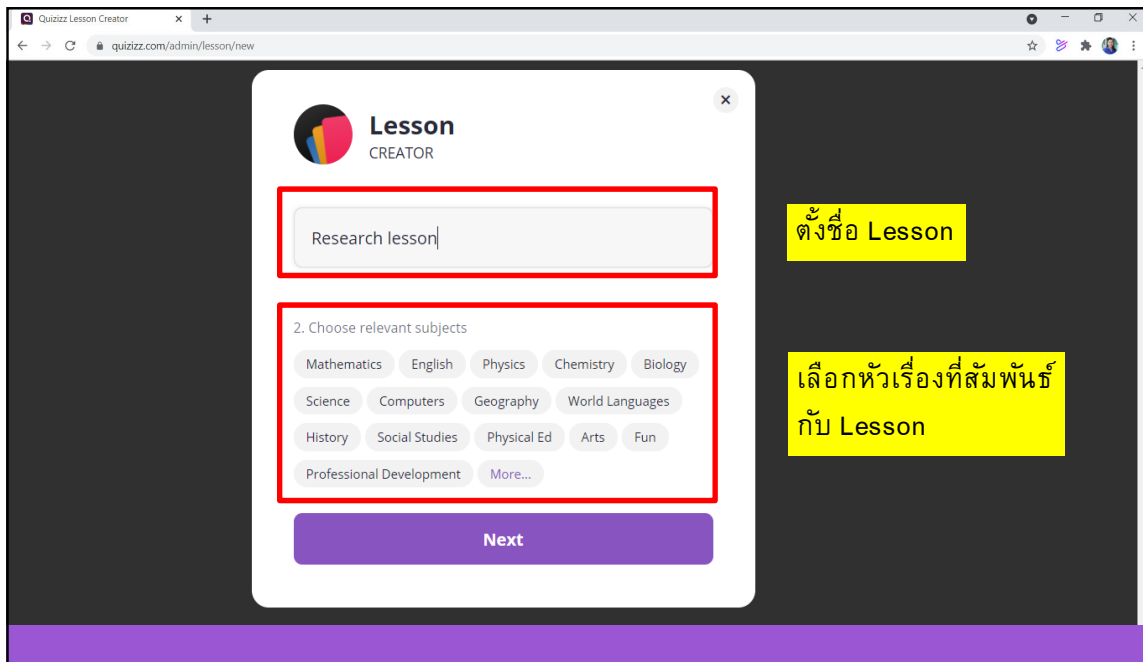 Quizizz Lesson Creator
quizizz.com/admin/lesson/new
Lesson
CREATOR
Research lesson
ตั้งชื่อ Lesson
2. Choose relevant subjects
Mathematics English Physics Chemistry Biology
Science Computers Geography World Languages
History Social Studies Physical Ed Arts Fun
Professional Development More...
เลือกหัวเรื่องที่สัมพันธ์
กับ Lesson
Next